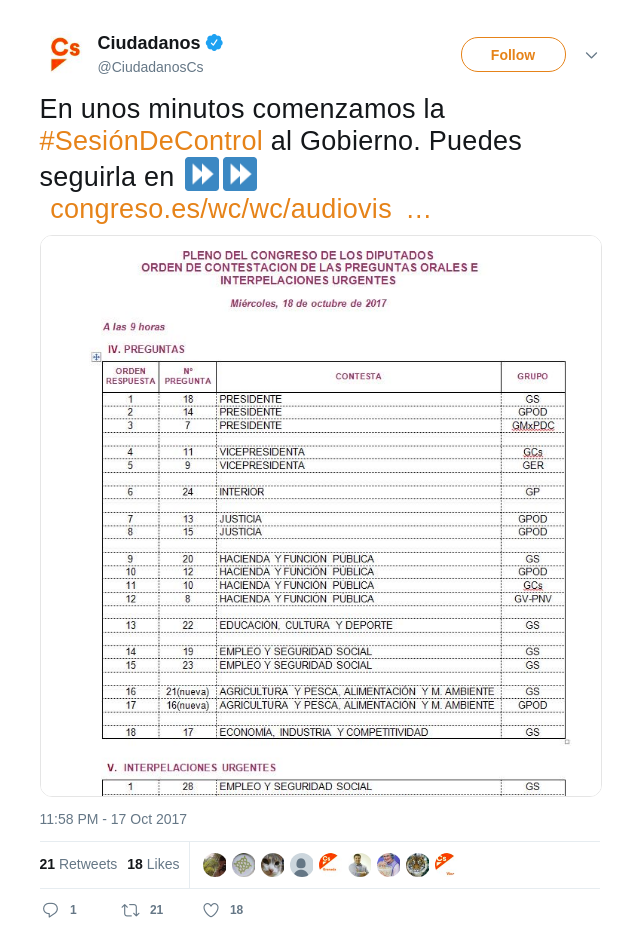 Ciudadanos
@CiudadanosCs
Follow
En unos minutos comenzamos la
#SesiónDeControl al Gobierno. Puedes
seguirla en
congreso.es/wc/wc/audiovis …
PLENO DEL CONGRESO DE LOS DIPUTADOS
ORDEN DE CONTESTACION DE LAS PREGUNTAS ORALES E
INTERPELACIONES URGENTES
Miércoles, 18 de octubre de 2017
A las 9 horas
IV. PREGUNTAS
ORDEN RESPUESTA Nº PREGUNTA CONTESTA GRUPO
1 18 PRESIDENTE GS
2 14 PRESIDENTE GPOD
3 7 PRESIDENTE GMxPDC
4 11 VICEPRESIDENTA GCs
5 9 VICEPRESIDENTA GER
6 24 INTERIOR GP
7 13 JUSTICIA GPOD
8 15 JUSTICIA GPOD
9 20 HACIENDA Y FUNCIÓN PÚBLICA GS
10 12 HACIENDA Y FUNCIÓN PÚBLICA GPOD
11 10 HACIENDA Y FUNCIÓN PÚBLICA GCs
12 8 HACIENDA Y FUNCIÓN PÚBLICA GV-PNV
13 22 EDUCACIÓN, CULTURA Y DEPORTE GS
14 19 EMPLEO Y SEGURIDAD SOCIAL GS
15 23 EMPLEO Y SEGURIDAD SOCIAL GS
16 21(nueva) AGRICULTURA Y PESCA, ALIMENTACIÓN Y M. AMBIENTE GS
17 16(nueva) AGRICULTURA Y PESCA, ALIMENTACIÓN Y M. AMBIENTE GPOD
18 17 ECONOMÍA, INDUSTRIA Y COMPETITIVIDAD GS
V. INTERPELACIONES URGENTES
1 28 EMPLEO Y SEGURIDAD SOCIAL GS
11:58 PM - 17 Oct 2017
21 Retweets 18 Likes
1 21 18